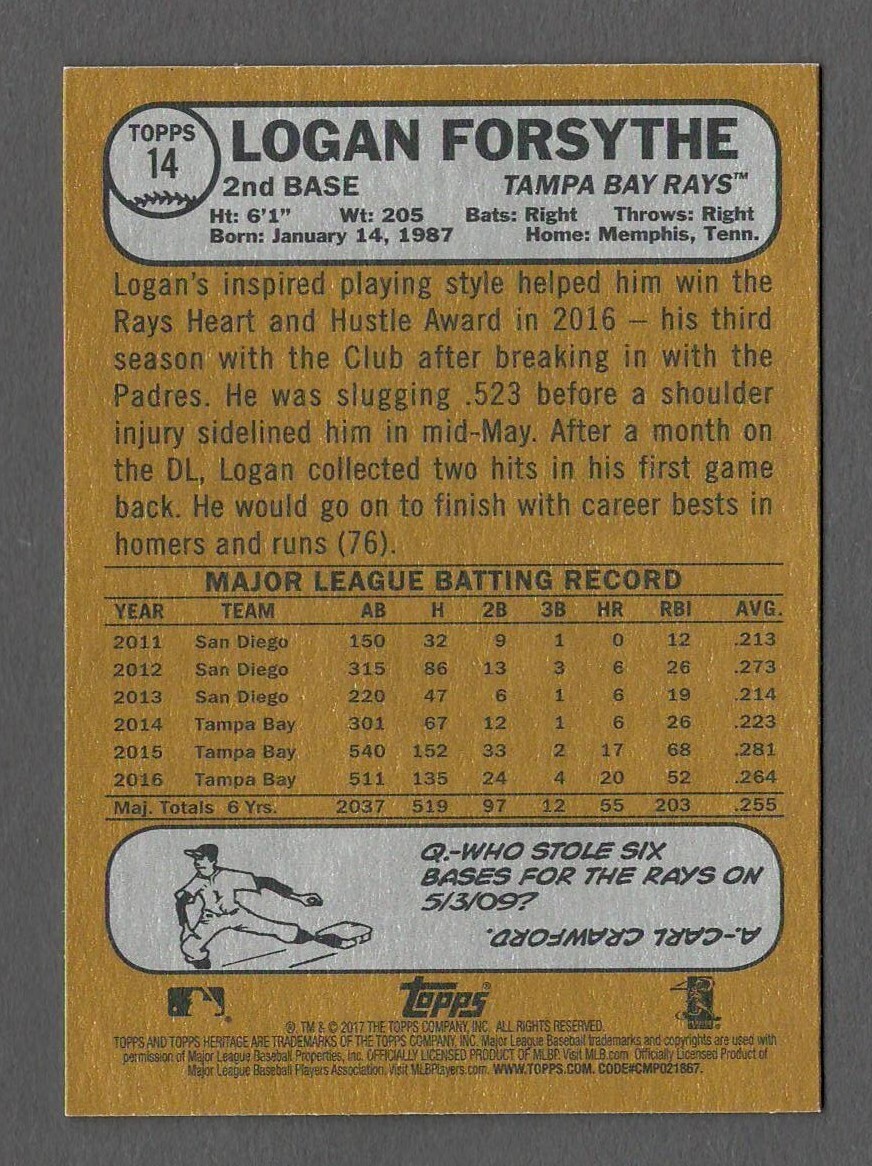 TOPPS
14
LOGAN FORSYTHE
2nd BASE TAMPA BAY RAYS™
Ht: 6'1" Wt: 205 Bats: Right Throws: Right
Born: January 14, 1987 Home: Memphis, Tenn.
Logan's inspired playing style helped him win the
Rays Heart and Hustle Award in 2016 – his third
season with the Club after breaking in with the
Padres. He was slugging .523 before a shoulder
injury sidelined him in mid-May. After a month on
the DL, Logan collected two hits in his first game
back. He would go on to finish with career bests in
homers and runs (76).
MAJOR LEAGUE BATTING RECORD
YEAR TEAM AB H 2B 3B HR RBI AVG.
2011 San Diego 150 32 9 1 0 12 .213
2012 San Diego 315 86 13 3 6 26 .273
2013 San Diego 220 47 6 1 6 19 .214
2014 Tampa Bay 301 67 12 1 6 26 .223
2015 Tampa Bay 540 152 33 2 17 68 .281
2016 Tampa Bay 511 135 24 4 20 52 .264
Maj. Totals 6 Yrs. 2037 519 97 12 55 203 .255
Q.-WHO STOLE SIX
BASES FOR THE RAYS ON
5/3/09?
A.-CARL CRAWFORD.
Topps®
®, TM & © 2017 THE TOPPS COMPANY, INC. ALL RIGHTS RESERVED.
TOPPS AND TOPPS HERITAGE ARE TRADEMARKS OF THE TOPPS COMPANY, INC. Major League Baseball trademarks and copyrights are used with
permission of Major League Baseball Properties, Inc. OFFICIALLY LICENSED PRODUCT OF MLBP. Visit MLB.com Officially Licensed Product of
Major League Baseball Players Association. Visit MLBPlayers.com. WWW.TOPPS.COM. CODE#CMP021867.